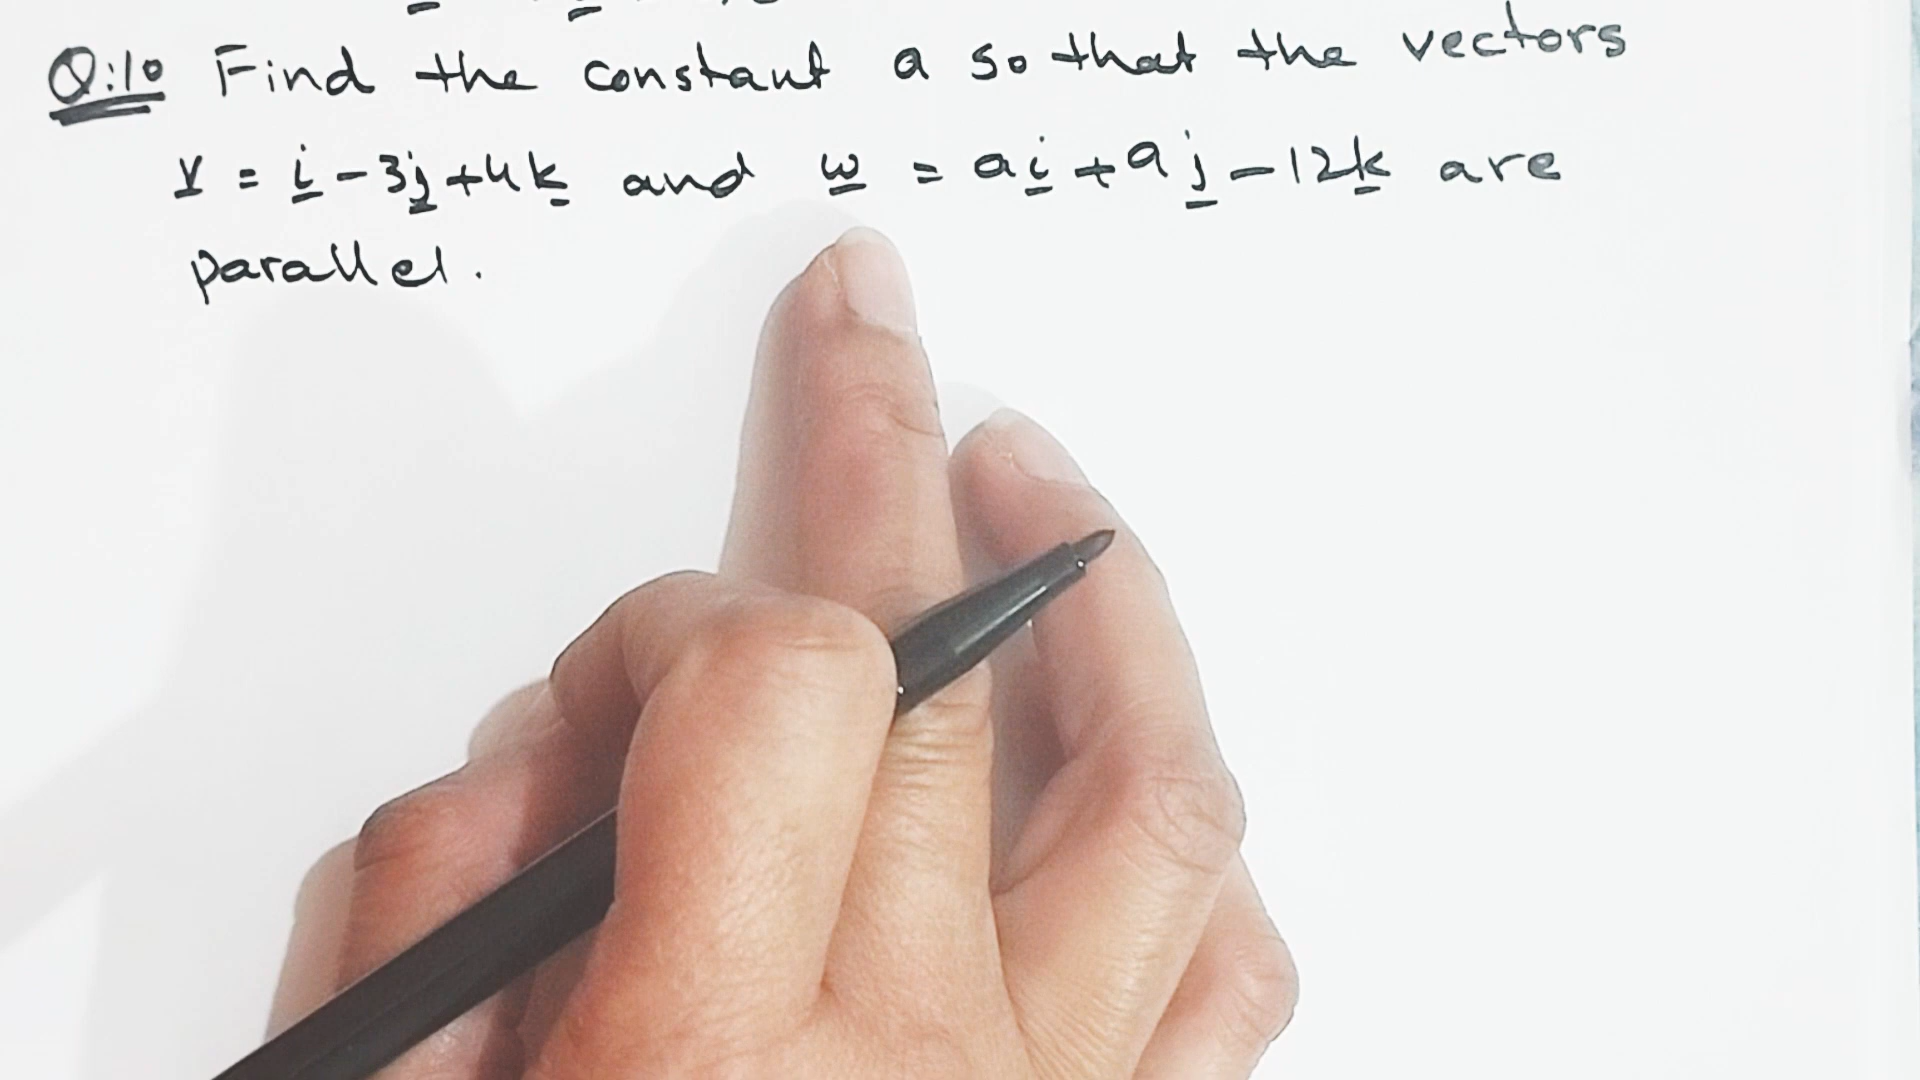 Q:10 Find the constant a so that the vectors
v = i - 3j + 4k and w = ai + 9j - 12k are
parallel.